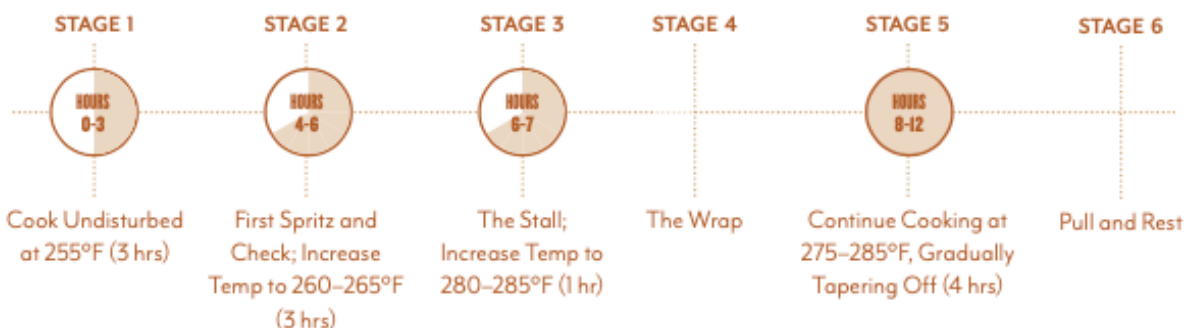 STAGE 1
STAGE 2
STAGE 3
STAGE 4
STAGE 5
STAGE 6
HOURS
0-3
HOURS
4-6
HOURS
6-7
HOURS
8-12
Cook Undisturbed
at 255°F (3 hrs)
First Spritz and
Check; Increase
Temp to 260–265°F
(3 hrs)
The Stall;
Increase Temp to
280–285°F (1 hr)
The Wrap
Continue Cooking at
275–285°F, Gradually
Tapering Off (4 hrs)
Pull and Rest